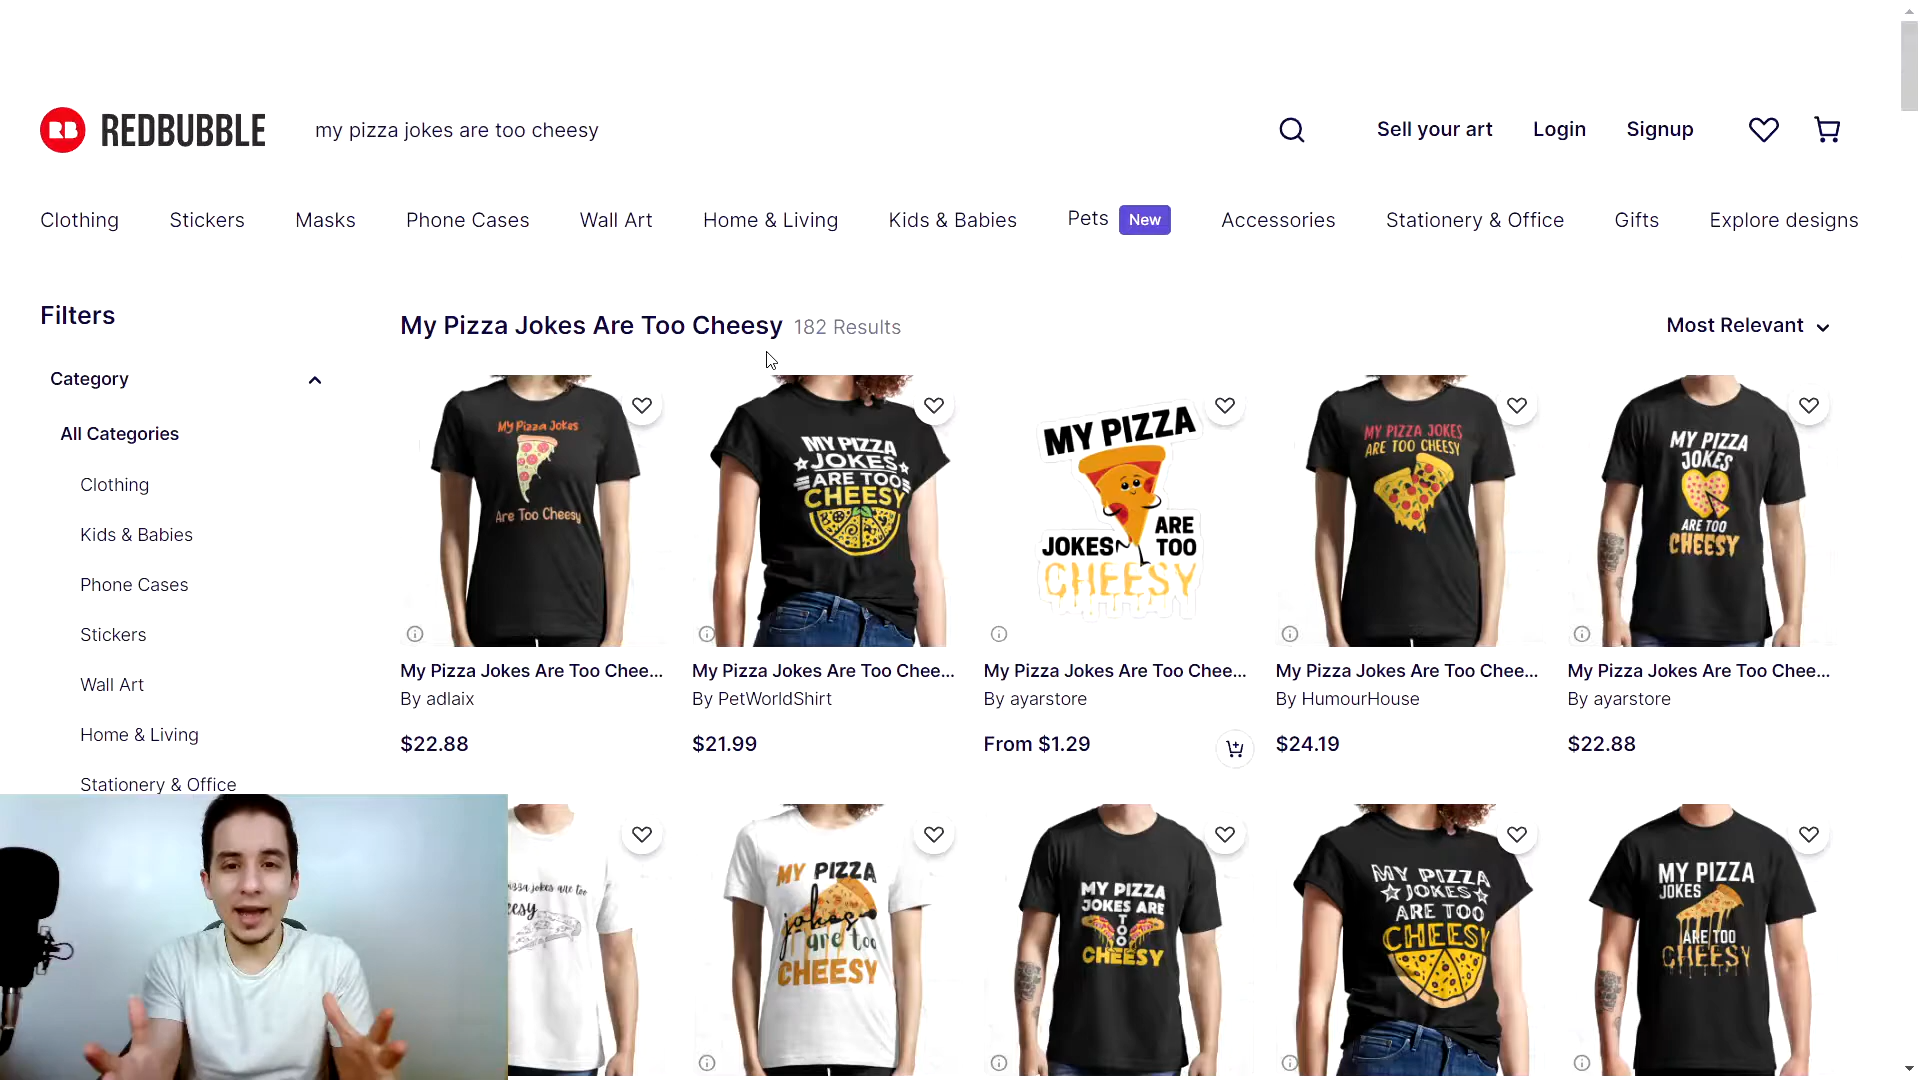 RB REDBUBBLE
my pizza jokes are too cheesy
Sell your art
Login
Signup
Clothing
Stickers
Masks
Phone Cases
Wall Art
Home & Living
Kids & Babies
Pets New
Accessories
Stationery & Office
Gifts
Explore designs
Filters
My Pizza Jokes Are Too Cheesy 182 Results
Most Relevant
Category
All Categories
Clothing
Kids & Babies
Phone Cases
Stickers
Wall Art
Home & Living
Stationery & Office
My Pizza Jokes
Are Too Cheesy
MY PIZZA
JOKES
ARE TOO
CHEESY
MY PIZZA
JOKES
ARE
TOO
CHEESY
MY PIZZA JOKES
ARE TOO CHEESY
MY PIZZA
JOKES
ARE TOO
CHEESY
My Pizza Jokes Are Too Chee...
By adlaix
$22.88
My Pizza Jokes Are Too Chee...
By PetWorldShirt
$21.99
My Pizza Jokes Are Too Chee...
By ayarstore
From $1.29
My Pizza Jokes Are Too Chee...
By HumourHouse
$24.19
My Pizza Jokes Are Too Chee...
By ayarstore
$22.88
jokes are too
MY PIZZA
jokes
are too
CHEESY
MY PIZZA
JOKES ARE
TOO
CHEESY
MY PIZZA
JOKES
ARE TOO
CHEESY
MY PIZZA
JOKES
ARE TOO
CHEESY